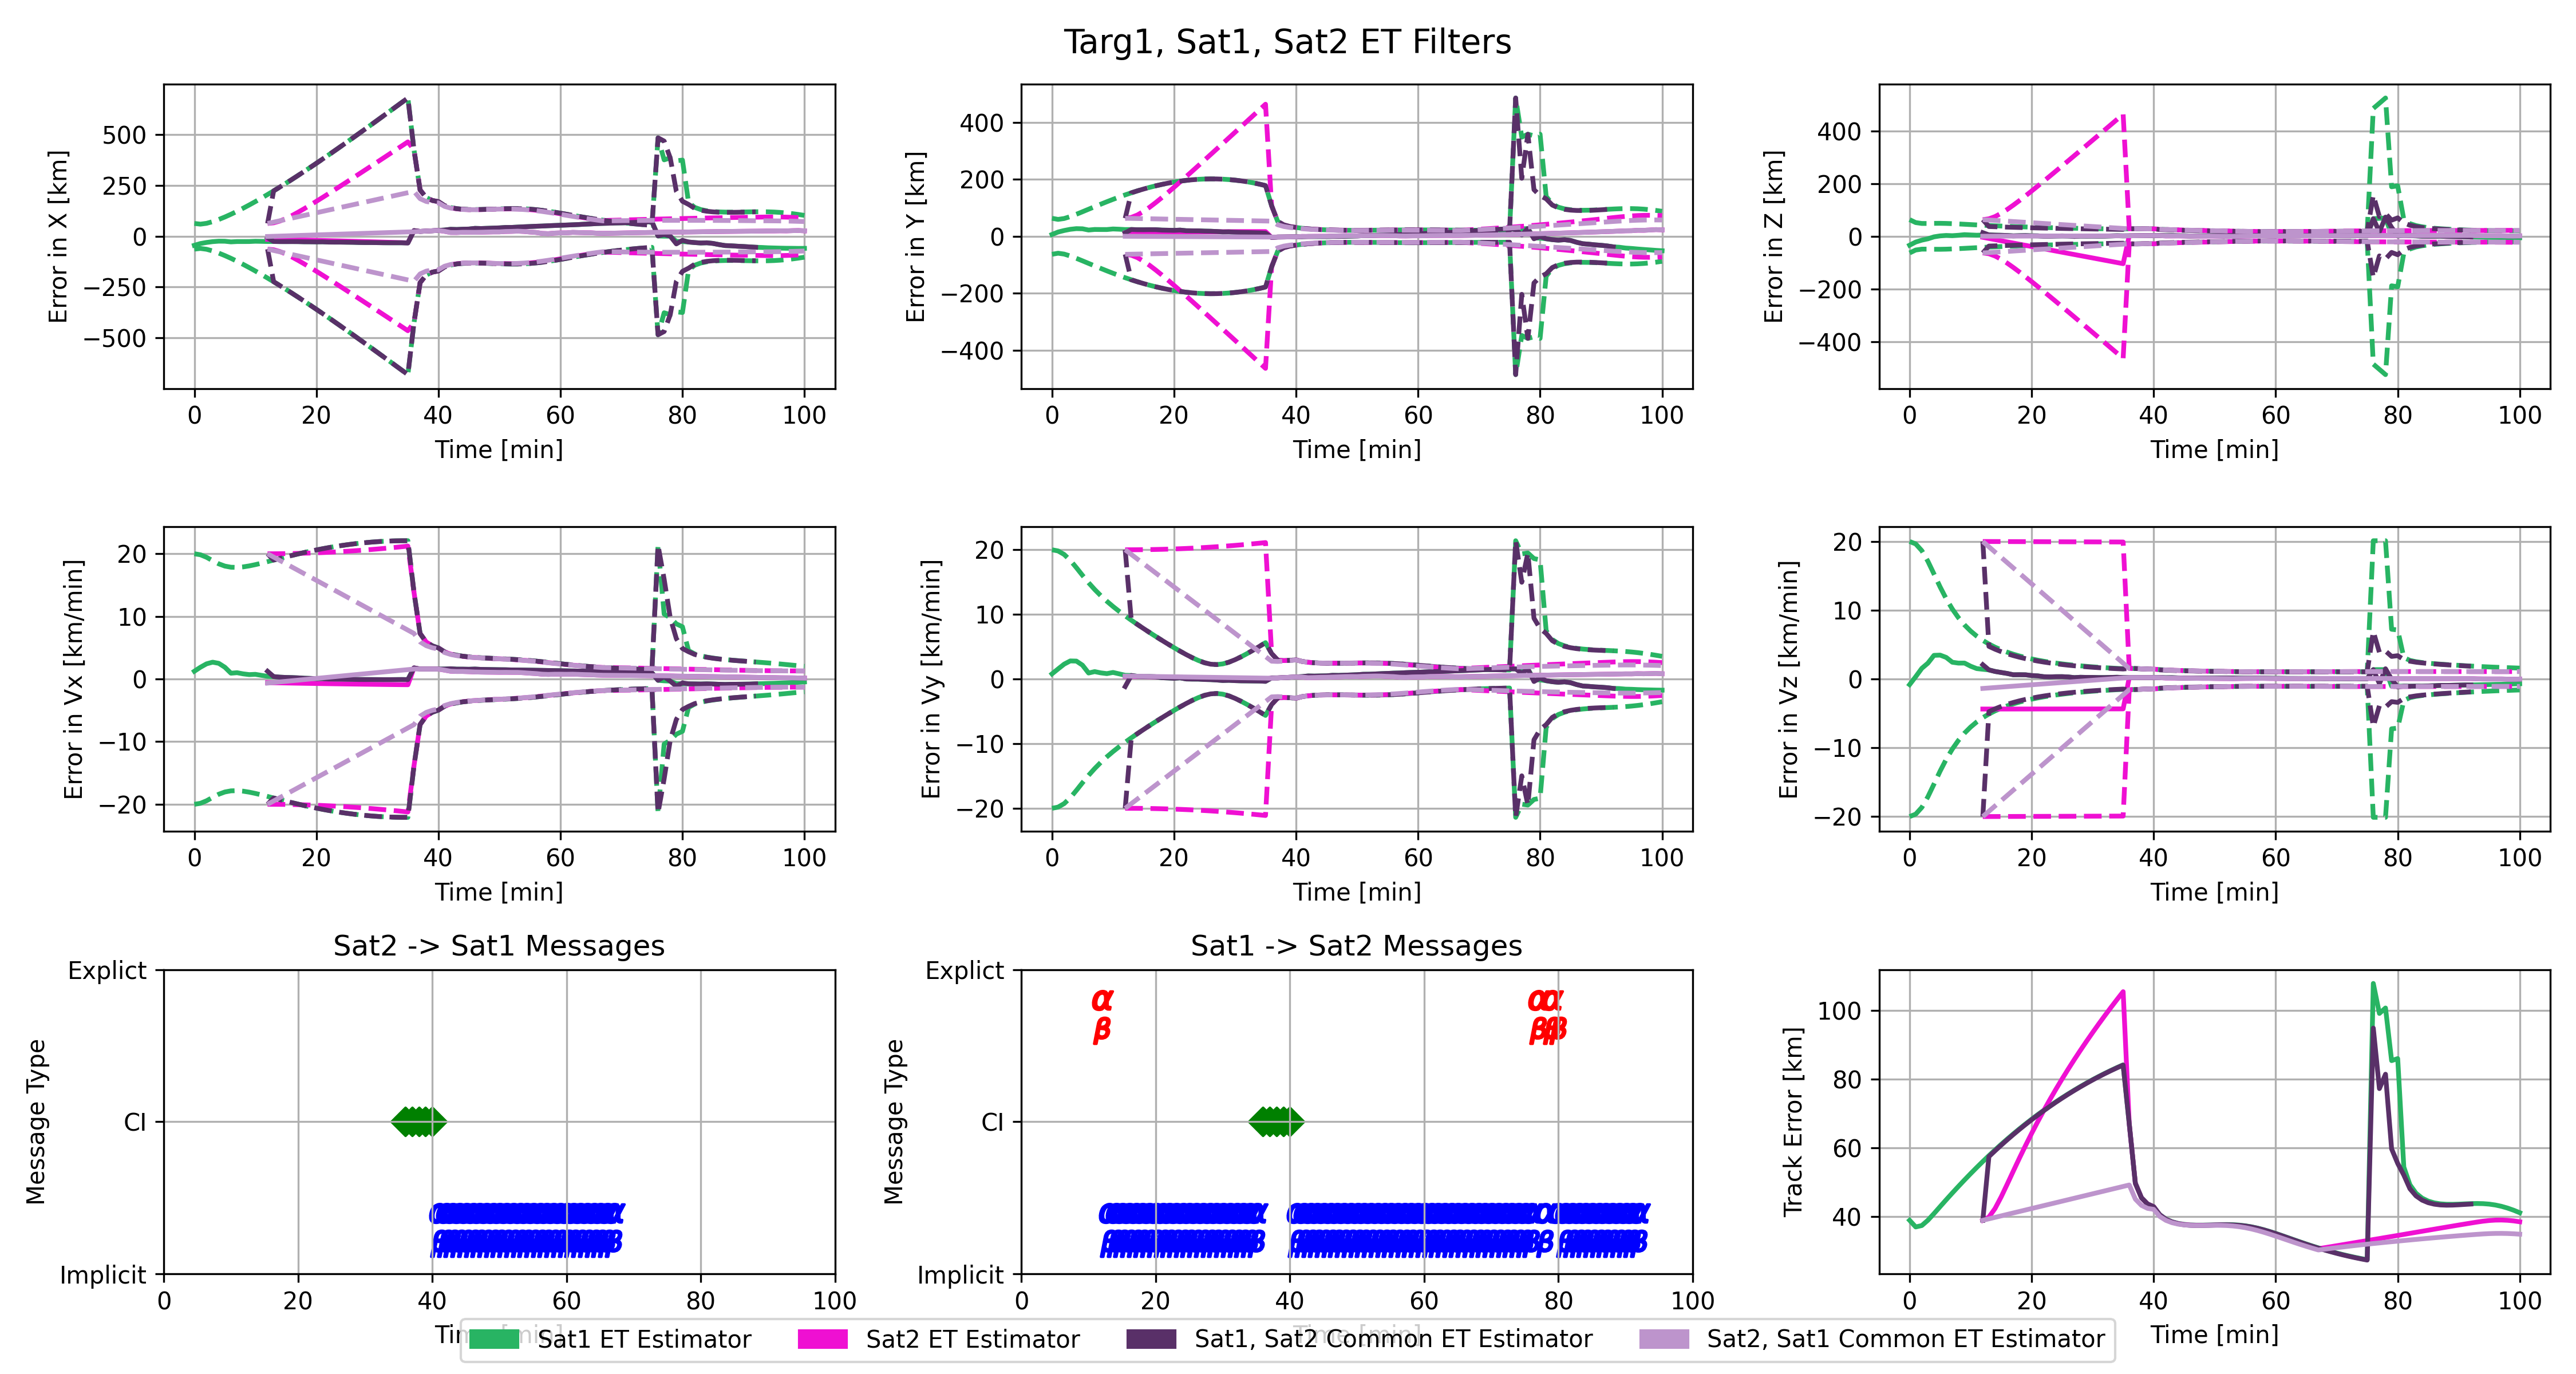 Targ1, Sat1, Sat2 ET Filters
Error in X [km]
500
250
0
−250
−500
0 20 40 60 80 100
Time [min]
Error in Y [km]
400
200
0
−200
−400
0 20 40 60 80 100
Time [min]
Error in Z [km]
400
200
0
−200
−400
0 20 40 60 80 100
Time [min]
Error in Vx [km/min]
20
10
0
−10
−20
0 20 40 60 80 100
Time [min]
Error in Vy [km/min]
20
10
0
−10
−20
0 20 40 60 80 100
Time [min]
Error in Vz [km/min]
20
10
0
−10
−20
0 20 40 60 80 100
Time [min]
Sat2 -> Sat1 Messages
Message Type
Explict
CI
Implicit
α
β
0 20 40 60 80 100
Time [min]
Sat1 -> Sat2 Messages
Message Type
Explict
CI
Implicit
α αα
β ββ
α α α α
β β β β
0 20 40 60 80 100
Time [min]
Track Error [km]
100
80
60
40
0 20 40 60 80 100
Time [min]
Sat1 ET Estimator
Sat2 ET Estimator
Sat1, Sat2 Common ET Estimator
Sat2, Sat1 Common ET Estimator